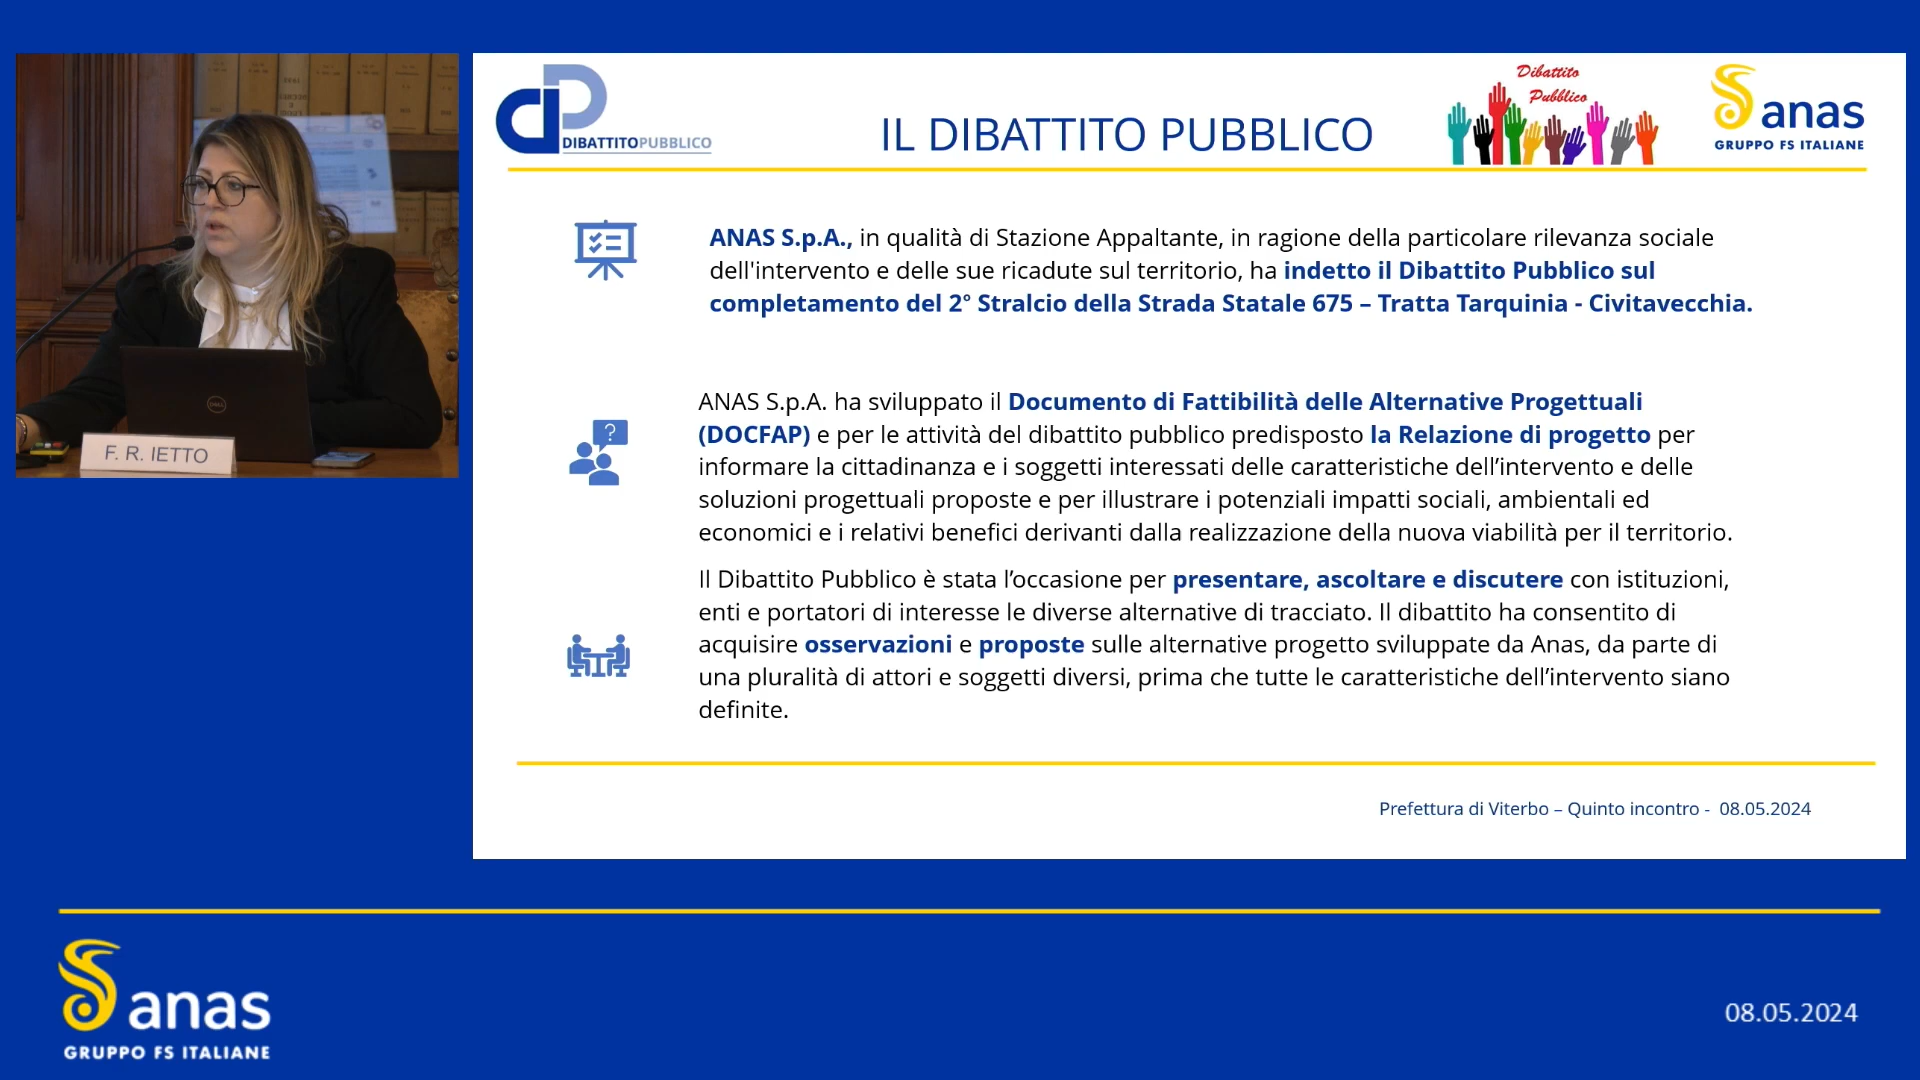 DIBATTITOPUBBLICO
IL DIBATTITO PUBBLICO
Dibattito
Pubblico
anas
GRUPPO FS ITALIANE
ANAS S.p.A., in qualità di Stazione Appaltante, in ragione della particolare rilevanza sociale
dell'intervento e delle sue ricadute sul territorio, ha indetto il Dibattito Pubblico sul
completamento del 2° Stralcio della Strada Statale 675 – Tratta Tarquinia - Civitavecchia.
ANAS S.p.A. ha sviluppato il Documento di Fattibilità delle Alternative Progettuali
(DOCFAP) e per le attività del dibattito pubblico predisposto la Relazione di progetto per
informare la cittadinanza e i soggetti interessati delle caratteristiche dell’intervento e delle
soluzioni progettuali proposte e per illustrare i potenziali impatti sociali, ambientali ed
economici e i relativi benefici derivanti dalla realizzazione della nuova viabilità per il territorio.
Il Dibattito Pubblico è stata l’occasione per presentare, ascoltare e discutere con istituzioni,
enti e portatori di interesse le diverse alternative di tracciato. Il dibattito ha consentito di
acquisire osservazioni e proposte sulle alternative progetto sviluppate da Anas, da parte di
una pluralità di attori e soggetti diversi, prima che tutte le caratteristiche dell’intervento siano
definite.
Prefettura di Viterbo – Quinto incontro - 08.05.2024
DELL
F. R. IETTO
anas
GRUPPO FS ITALIANE
08.05.2024